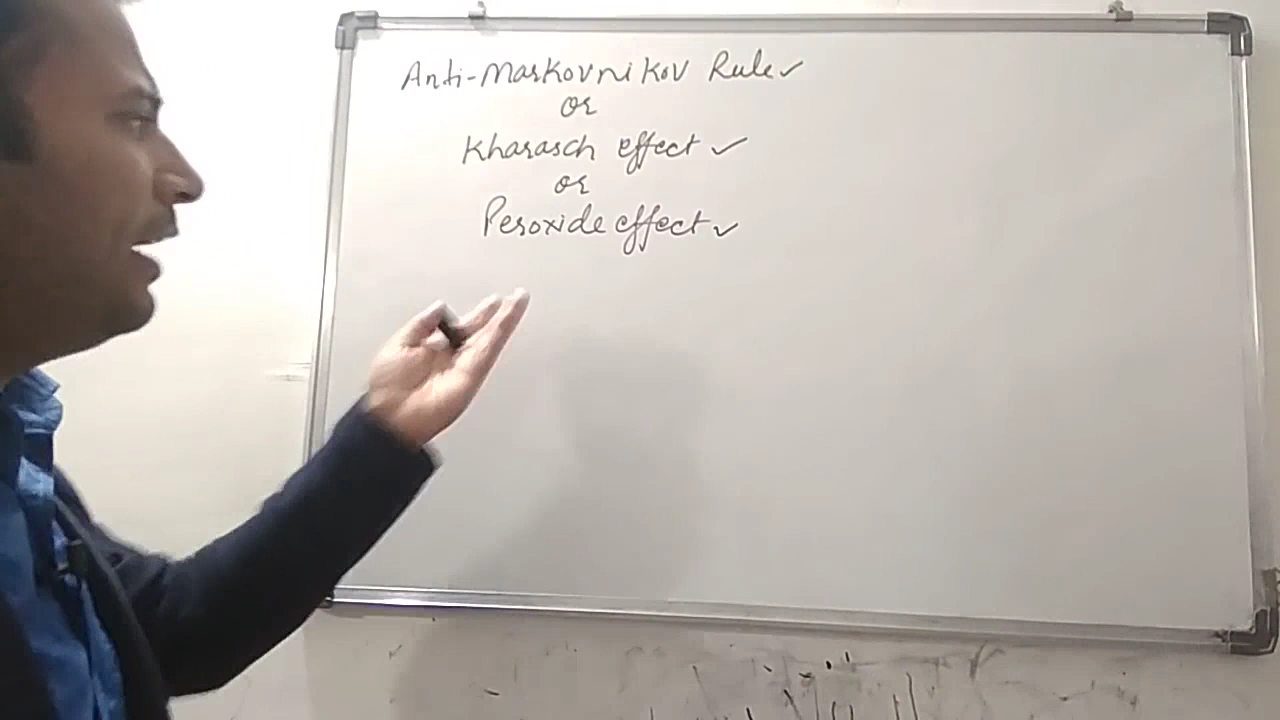 Anti-Markovnikov Rule ✓
or
Kharasch effect ✓
or
Peroxide effect ✓